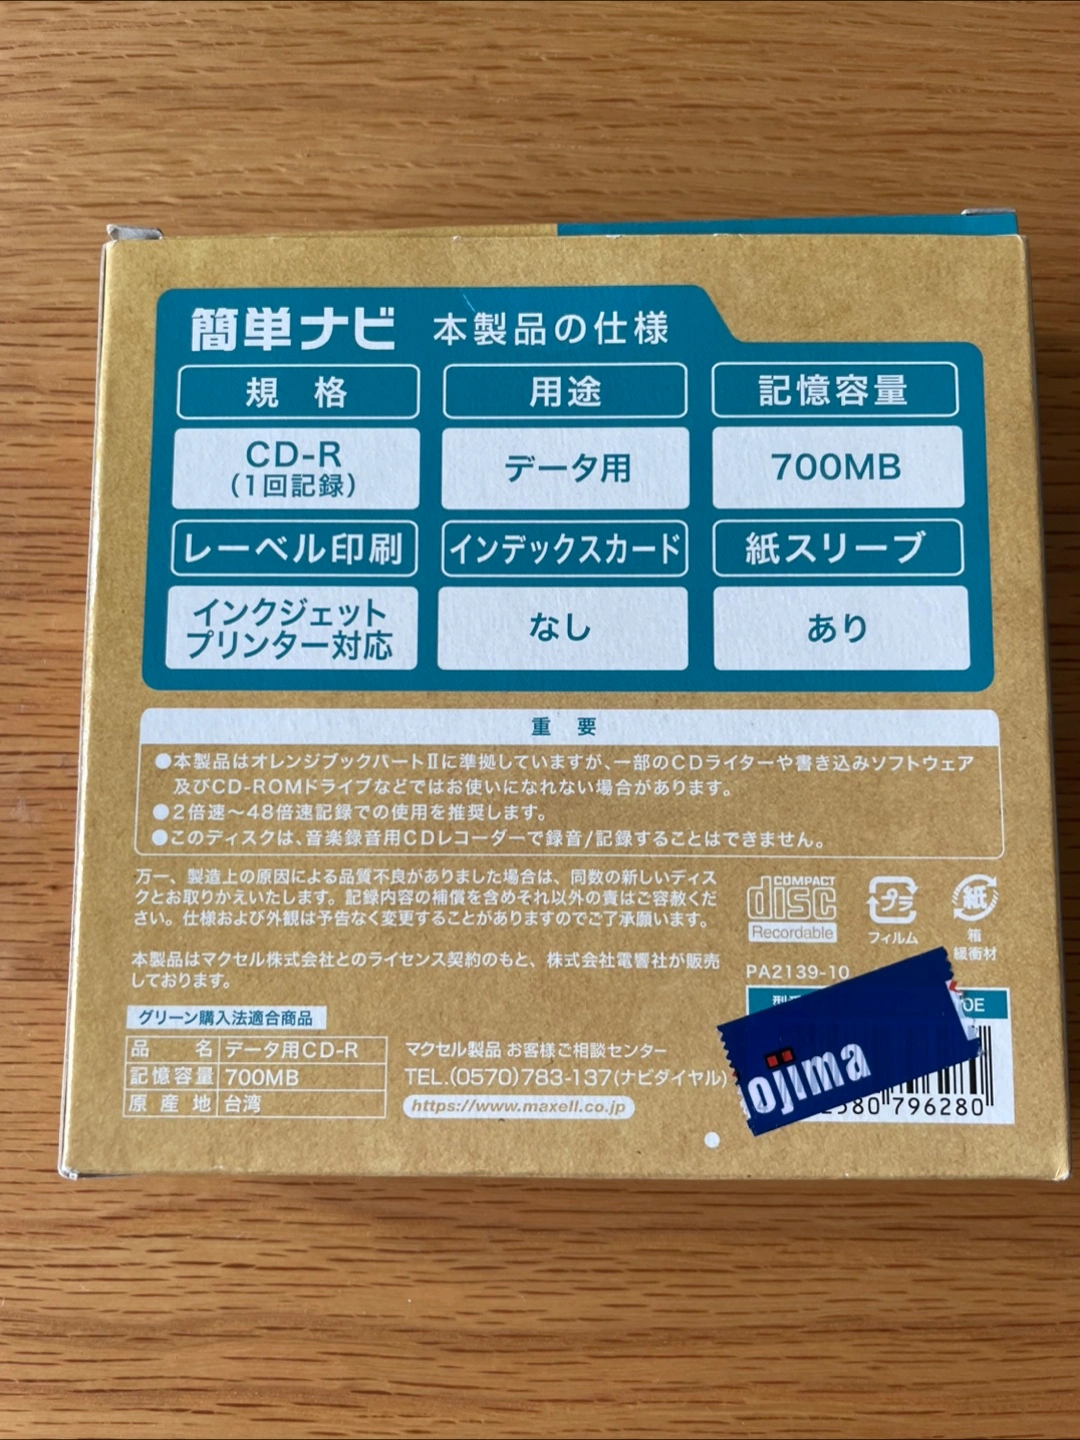 簡単ナビ 本製品の仕様
規 格 用途 記憶容量
CD-R データ用 700MB
(1回記録)
レーベル印刷 インデックスカード 紙スリーブ
インクジェット なし あり
プリンター対応
重 要
●本製品はオレンジブックパートⅡに準拠していますが、一部のCDライターや書き込みソフトウェア
及びCD-ROMドライブなどではお使いになれない場合があります。
●2倍速〜48倍速記録での使用を推奨します。
●このディスクは、音楽録音用CDレコーダーで録音/記録することはできません。
万一、製造上の原因による品質不良がありました場合は、同数の新しいディス
クとお取りかえいたします。記録内容の補償を含めそれ以外の責はご容赦くだ
さい。仕様および外観は予告なく変更することがありますのでご了承願います。
本製品はマクセル株式会社とのライセンス契約のもと、株式会社電響社が販売
しております。
COMPACT
disc
Recordable
プラ
フィルム
紙
箱
緩衝材
PA2139-10
グリーン購入法適合商品
品 名 データ用CD-R
記憶容量 700MB
原 産 地 台湾
マクセル製品 お客様ご相談センター
TEL.(0570)783-137(ナビダイヤル)
https://www.maxell.co.jp
0E
ojima
580 796280